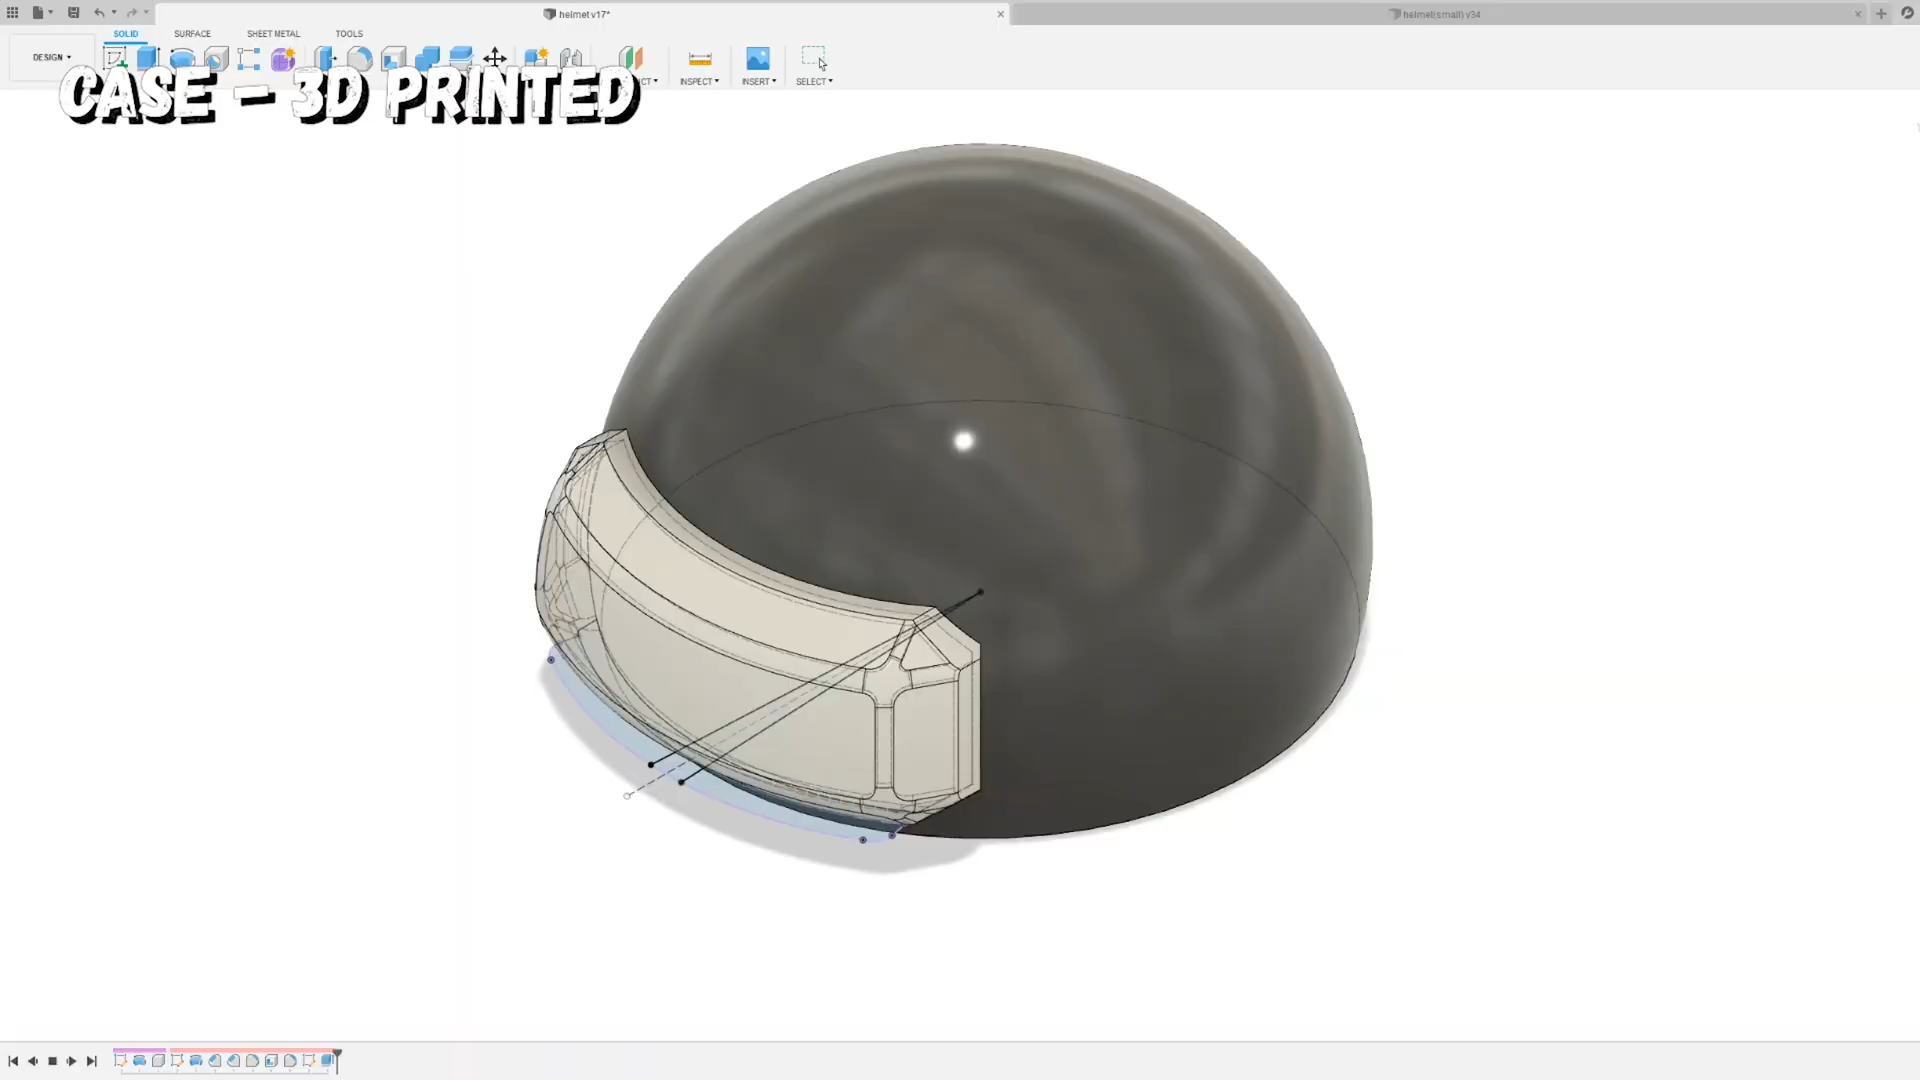 helmet v17*
helmet(small) v34
SOLID
SURFACE
SHEET METAL
TOOLS
DESIGN
INSPECT
INSERT
SELECT
CASE – 3D PRINTED